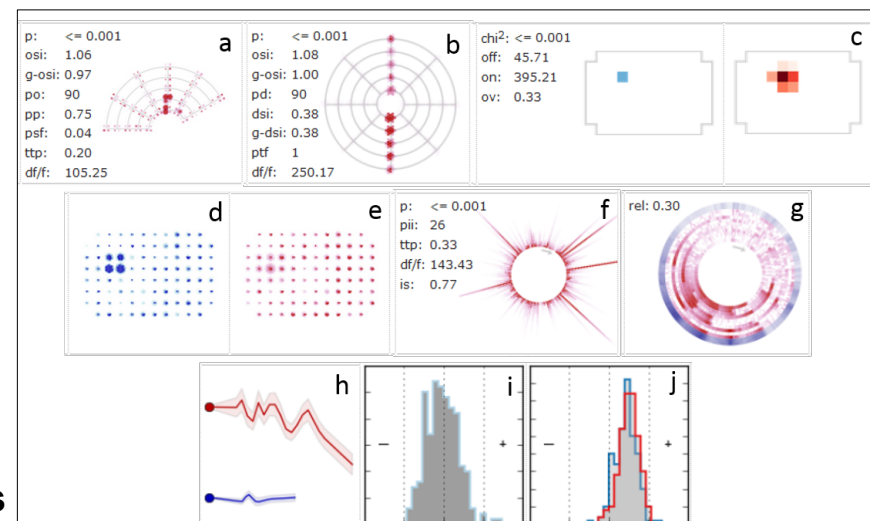 a
p: <= 0.001
osi: 1.06
g-osi: 0.97
po: 90
pp: 0.75
psf: 0.04
ttp: 0.20
df/f: 105.25
b
p: <= 0.001
osi: 1.08
g-osi: 1.00
pd: 90
dsi: 0.38
g-dsi: 0.38
ptf 1
df/f: 250.17
c
chi²: <= 0.001
off: 45.71
on: 395.21
ov: 0.33
d
e
f
p: <= 0.001
pii: 26
ttp: 0.33
df/f: 143.43
is: 0.77
g
rel: 0.30
h
i
− +
j
− +
s